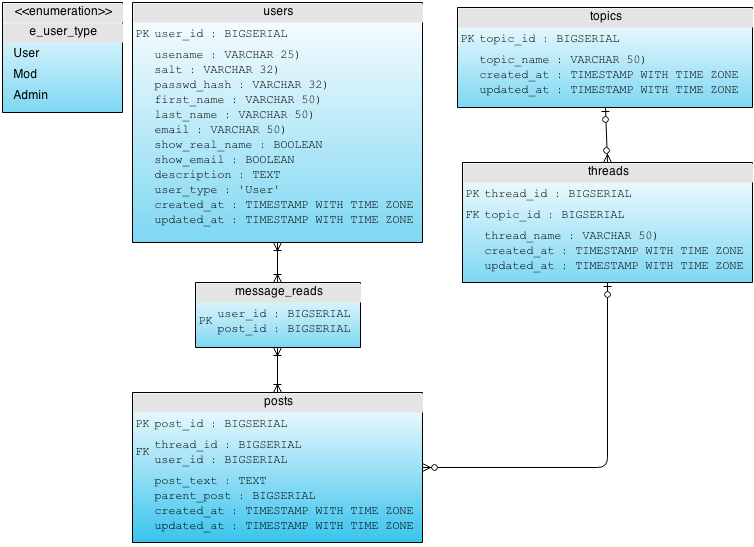 <<enumeration>>
e_user_type
User
Mod
Admin
users
PK user_id : BIGSERIAL
usename : VARCHAR 25)
salt : VARCHAR 32)
passwd_hash : VARCHAR 32)
first_name : VARCHAR 50)
last_name : VARCHAR 50)
email : VARCHAR 50)
show_real_name : BOOLEAN
show_email : BOOLEAN
description : TEXT
user_type : 'User'
created_at : TIMESTAMP WITH TIME ZONE
updated_at : TIMESTAMP WITH TIME ZONE
topics
PK topic_id : BIGSERIAL
topic_name : VARCHAR 50)
created_at : TIMESTAMP WITH TIME ZONE
updated_at : TIMESTAMP WITH TIME ZONE
threads
PK thread_id : BIGSERIAL
FK topic_id : BIGSERIAL
thread_name : VARCHAR 50)
created_at : TIMESTAMP WITH TIME ZONE
updated_at : TIMESTAMP WITH TIME ZONE
message_reads
PK
user_id : BIGSERIAL
post_id : BIGSERIAL
posts
PK post_id : BIGSERIAL
FK
thread_id : BIGSERIAL
user_id : BIGSERIAL
post_text : TEXT
parent_post : BIGSERIAL
created_at : TIMESTAMP WITH TIME ZONE
updated_at : TIMESTAMP WITH TIME ZONE